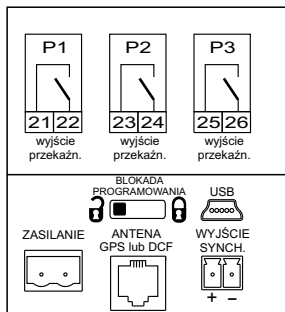 P1 P2 P3
21 22 23 24 25 26
wyjście wyjście wyjście
przekaźn. przekaźn. przekaźn.
BLOKADA
PROGRAMOWANIA USB
ZASILANIE ANTENA WYJŚCIE
GPS lub DCF SYNCH.
+ –